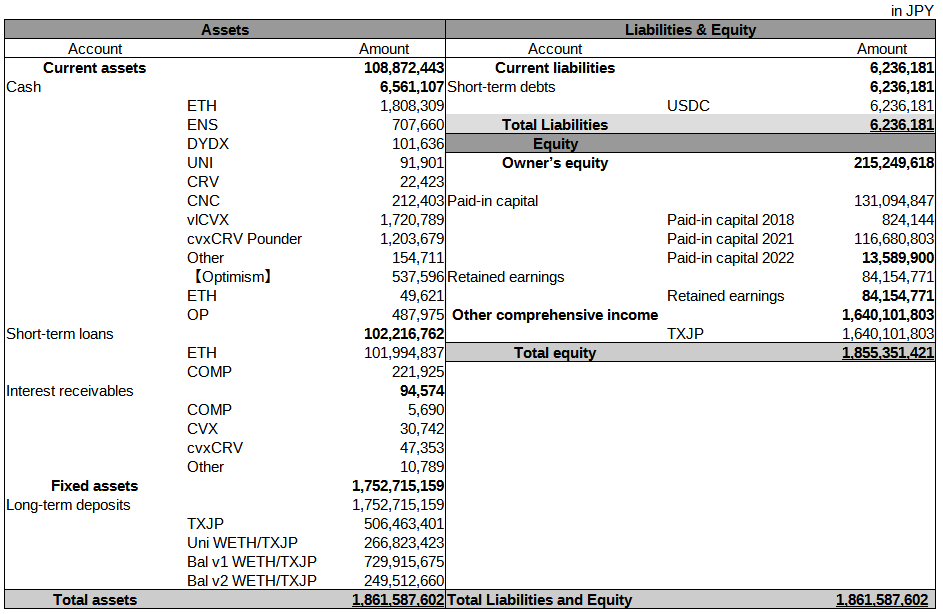 in JPY
Assets Liabilities & Equity
Account Amount Account Amount
Current assets 108,872,443 Current liabilities 6,236,181
Cash 6,561,107 Short-term debts 6,236,181
ETH 1,808,309 USDC 6,236,181
ENS 707,660 Total Liabilities 6,236,181
DYDX 101,636 Equity
UNI 91,901 Owner's equity 215,249,618
CRV 22,423
CNC 212,403 Paid-in capital 131,094,847
vlCVX 1,720,789 Paid-in capital 2018 824,144
cvxCRV Pounder 1,203,679 Paid-in capital 2021 116,680,803
Other 154,711 Paid-in capital 2022 13,589,900
【Optimism】 537,596 Retained earnings 84,154,771
ETH 49,621 Retained earnings 84,154,771
OP 487,975 Other comprehensive income 1,640,101,803
Short-term loans 102,216,762 TXJP 1,640,101,803
ETH 101,994,837 Total equity 1,855,351,421
COMP 221,925
Interest receivables 94,574
COMP 5,690
CVX 30,742
cvxCRV 47,353
Other 10,789
Fixed assets 1,752,715,159
Long-term deposits 1,752,715,159
TXJP 506,463,401
Uni WETH/TXJP 266,823,423
Bal v1 WETH/TXJP 729,915,675
Bal v2 WETH/TXJP 249,512,660
Total assets 1,861,587,602 Total Liabilities and Equity 1,861,587,602